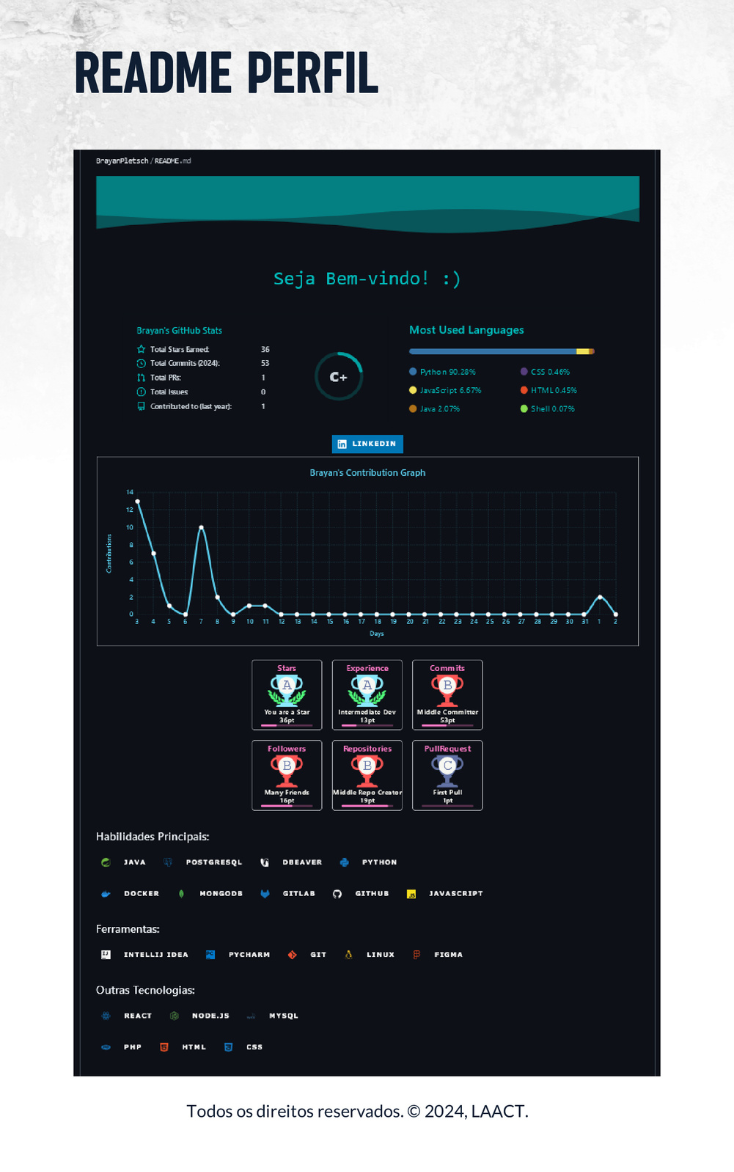 README PERFIL
BrayanPletsch/README.md
Seja Bem-vindo! :)
Brayan's GitHub Stats
Total Stars Earned: 36
Total Commits (2024): 53
Total PRs: 1
Total Issues: 0
Contributed to (last year): 1
C+
Most Used Languages
Python 90.28% CSS 0.46%
JavaScript 6.67% HTML 0.45%
Java 2.07% Shell 0.07%
LINKEDIN
Brayan's Contribution Graph
Contributions
14
12
10
8
6
4
2
0
3 4 5 6 7 8 9 10 11 12 13 14 15 16 17 18 19 20 21 22 23 24 25 26 27 28 29 30 31 1 2
Days
Stars Experience Commits
A A B
You are a Star Intermediate Dev Middle Committer
36pt 13pt 53pt
Followers Repositories PullRequest
B B C
Many Friends Middle Repo Creator First Pull
16pt 19pt 1pt
Habilidades Principais:
JAVA POSTGRESQL DBEAVER PYTHON
DOCKER MONGODB GITLAB GITHUB JAVASCRIPT
Ferramentas:
INTELLIJ IDEA PYCHARM GIT LINUX FIGMA
Outras Tecnologias:
REACT NODE.JS MYSQL
PHP HTML CSS
Todos os direitos reservados. © 2024, LAACT.